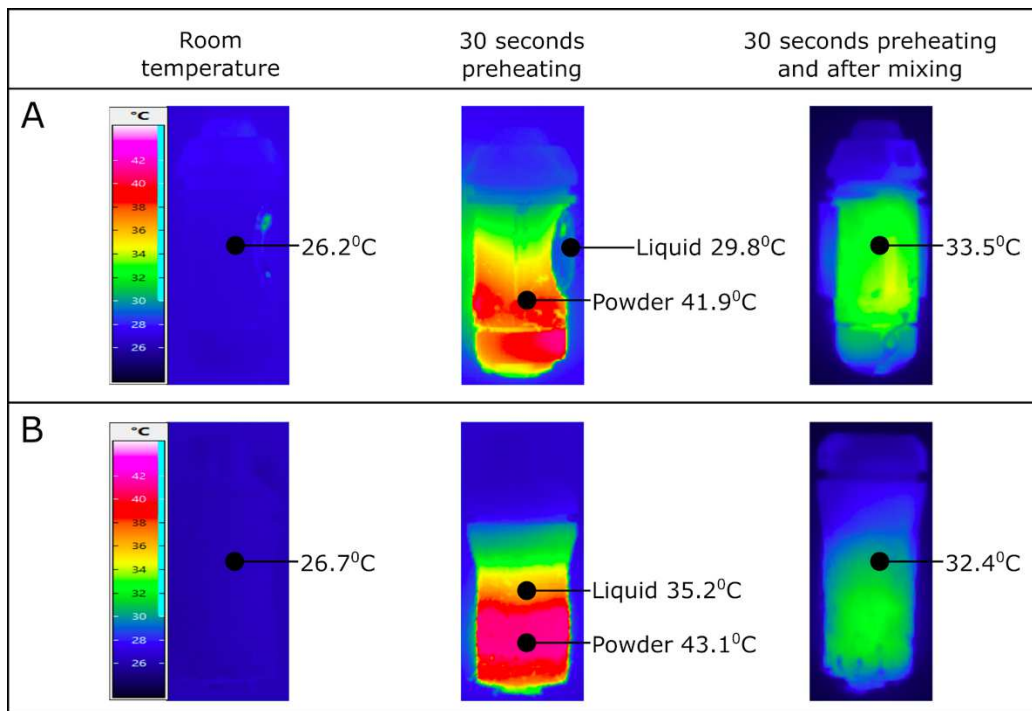 Room
temperature
30 seconds
preheating
30 seconds preheating
and after mixing
A
°C
42
40
38
36
34
32
30
28
26
26.2⁰C
Liquid 29.8⁰C
Powder 41.9⁰C
33.5⁰C
B
°C
42
40
38
36
34
32
30
28
26
26.7⁰C
Liquid 35.2⁰C
Powder 43.1⁰C
32.4⁰C